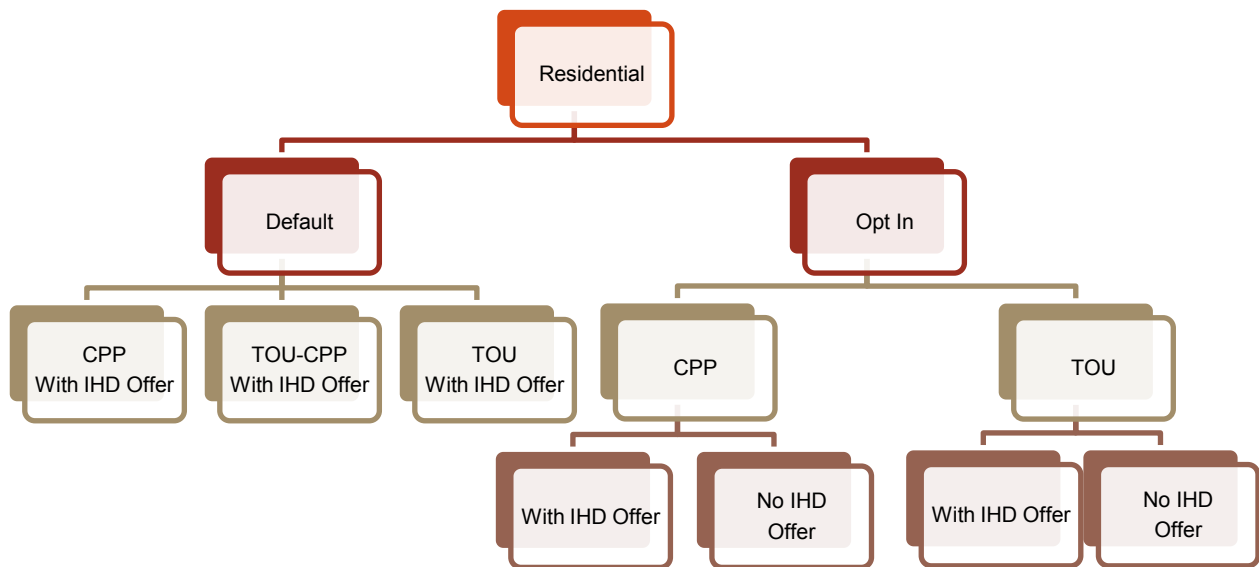 Residential
Default
Opt In
CPP
With IHD Offer
TOU-CPP
With IHD Offer
TOU
With IHD Offer
CPP
TOU
With IHD Offer
No IHD
Offer
With IHD Offer
No IHD
Offer